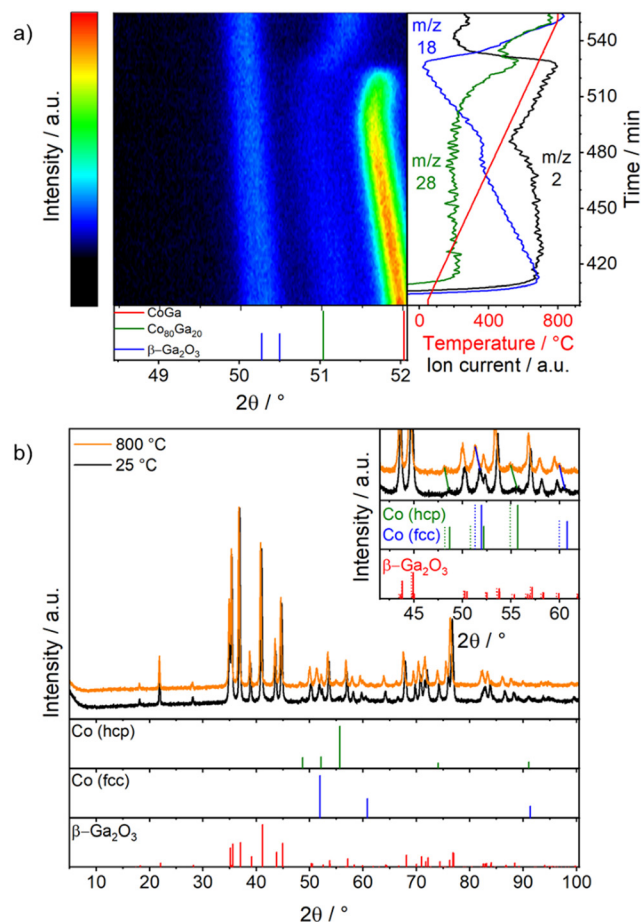 a)
Intensity / a.u.
m/z
18
m/z
28
m/z
2
540
510
480
450
420
Time / min
CoGa
Co₈₀Ga₂₀
β–Ga₂O₃
49
50
51
52
2θ / °
0
400
800
Temperature / °C
Ion current / a.u.
b)
800 °C
25 °C
Intensity / a.u.
Intensity / a.u.
Co (hcp)
Co (fcc)
β–Ga₂O₃
45
50
55
60
2θ / °
Co (hcp)
Co (fcc)
β–Ga₂O₃
10
20
30
40
50
60
70
80
90
100
2θ / °